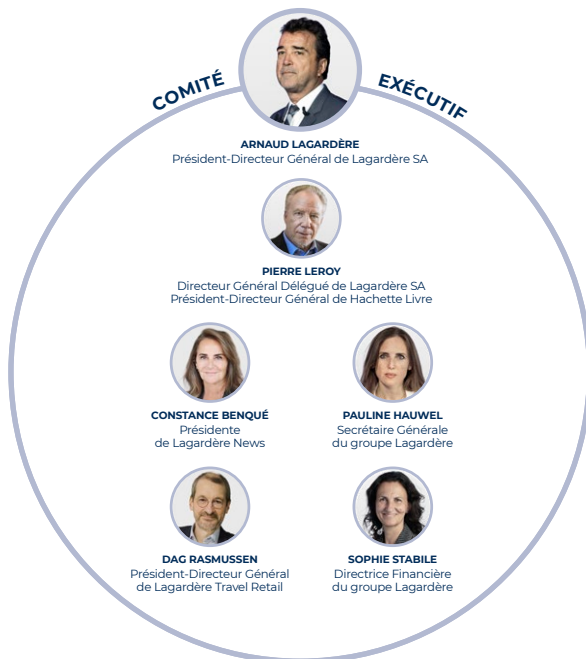 COMITÉ EXÉCUTIF
ARNAUD LAGARDÈRE
Président-Directeur Général de Lagardère SA
PIERRE LEROY
Directeur Général Délégué de Lagardère SA
Président-Directeur Général de Hachette Livre
CONSTANCE BENQUÉ
Présidente
de Lagardère News
PAULINE HAUWEL
Secrétaire Générale
du groupe Lagardère
DAG RASMUSSEN
Président-Directeur Général
de Lagardère Travel Retail
SOPHIE STABILE
Directrice Financière
du groupe Lagardère